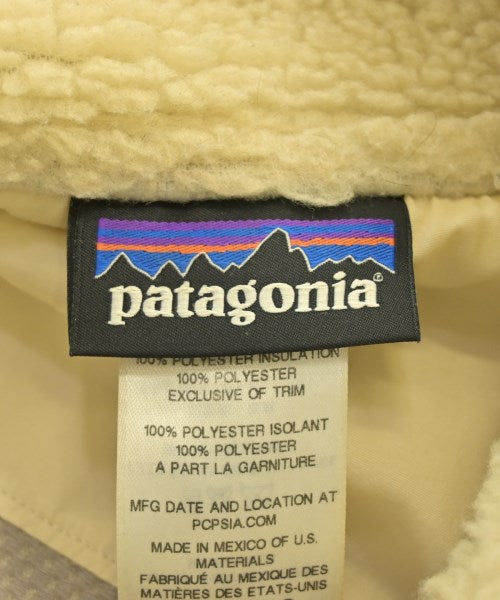 patagonia®
100% POLYESTER INSULATION
100% POLYESTER
EXCLUSIVE OF TRIM
100% POLYESTER ISOLANT
100% POLYESTER
A PART LA GARNITURE
MFG DATE AND LOCATION AT
PCPSIA.COM
MADE IN MEXICO OF U.S.
MATERIALS
FABRIQUÉ AU MEXIQUE DES
MATIÈRES DES ETATS-UNIS